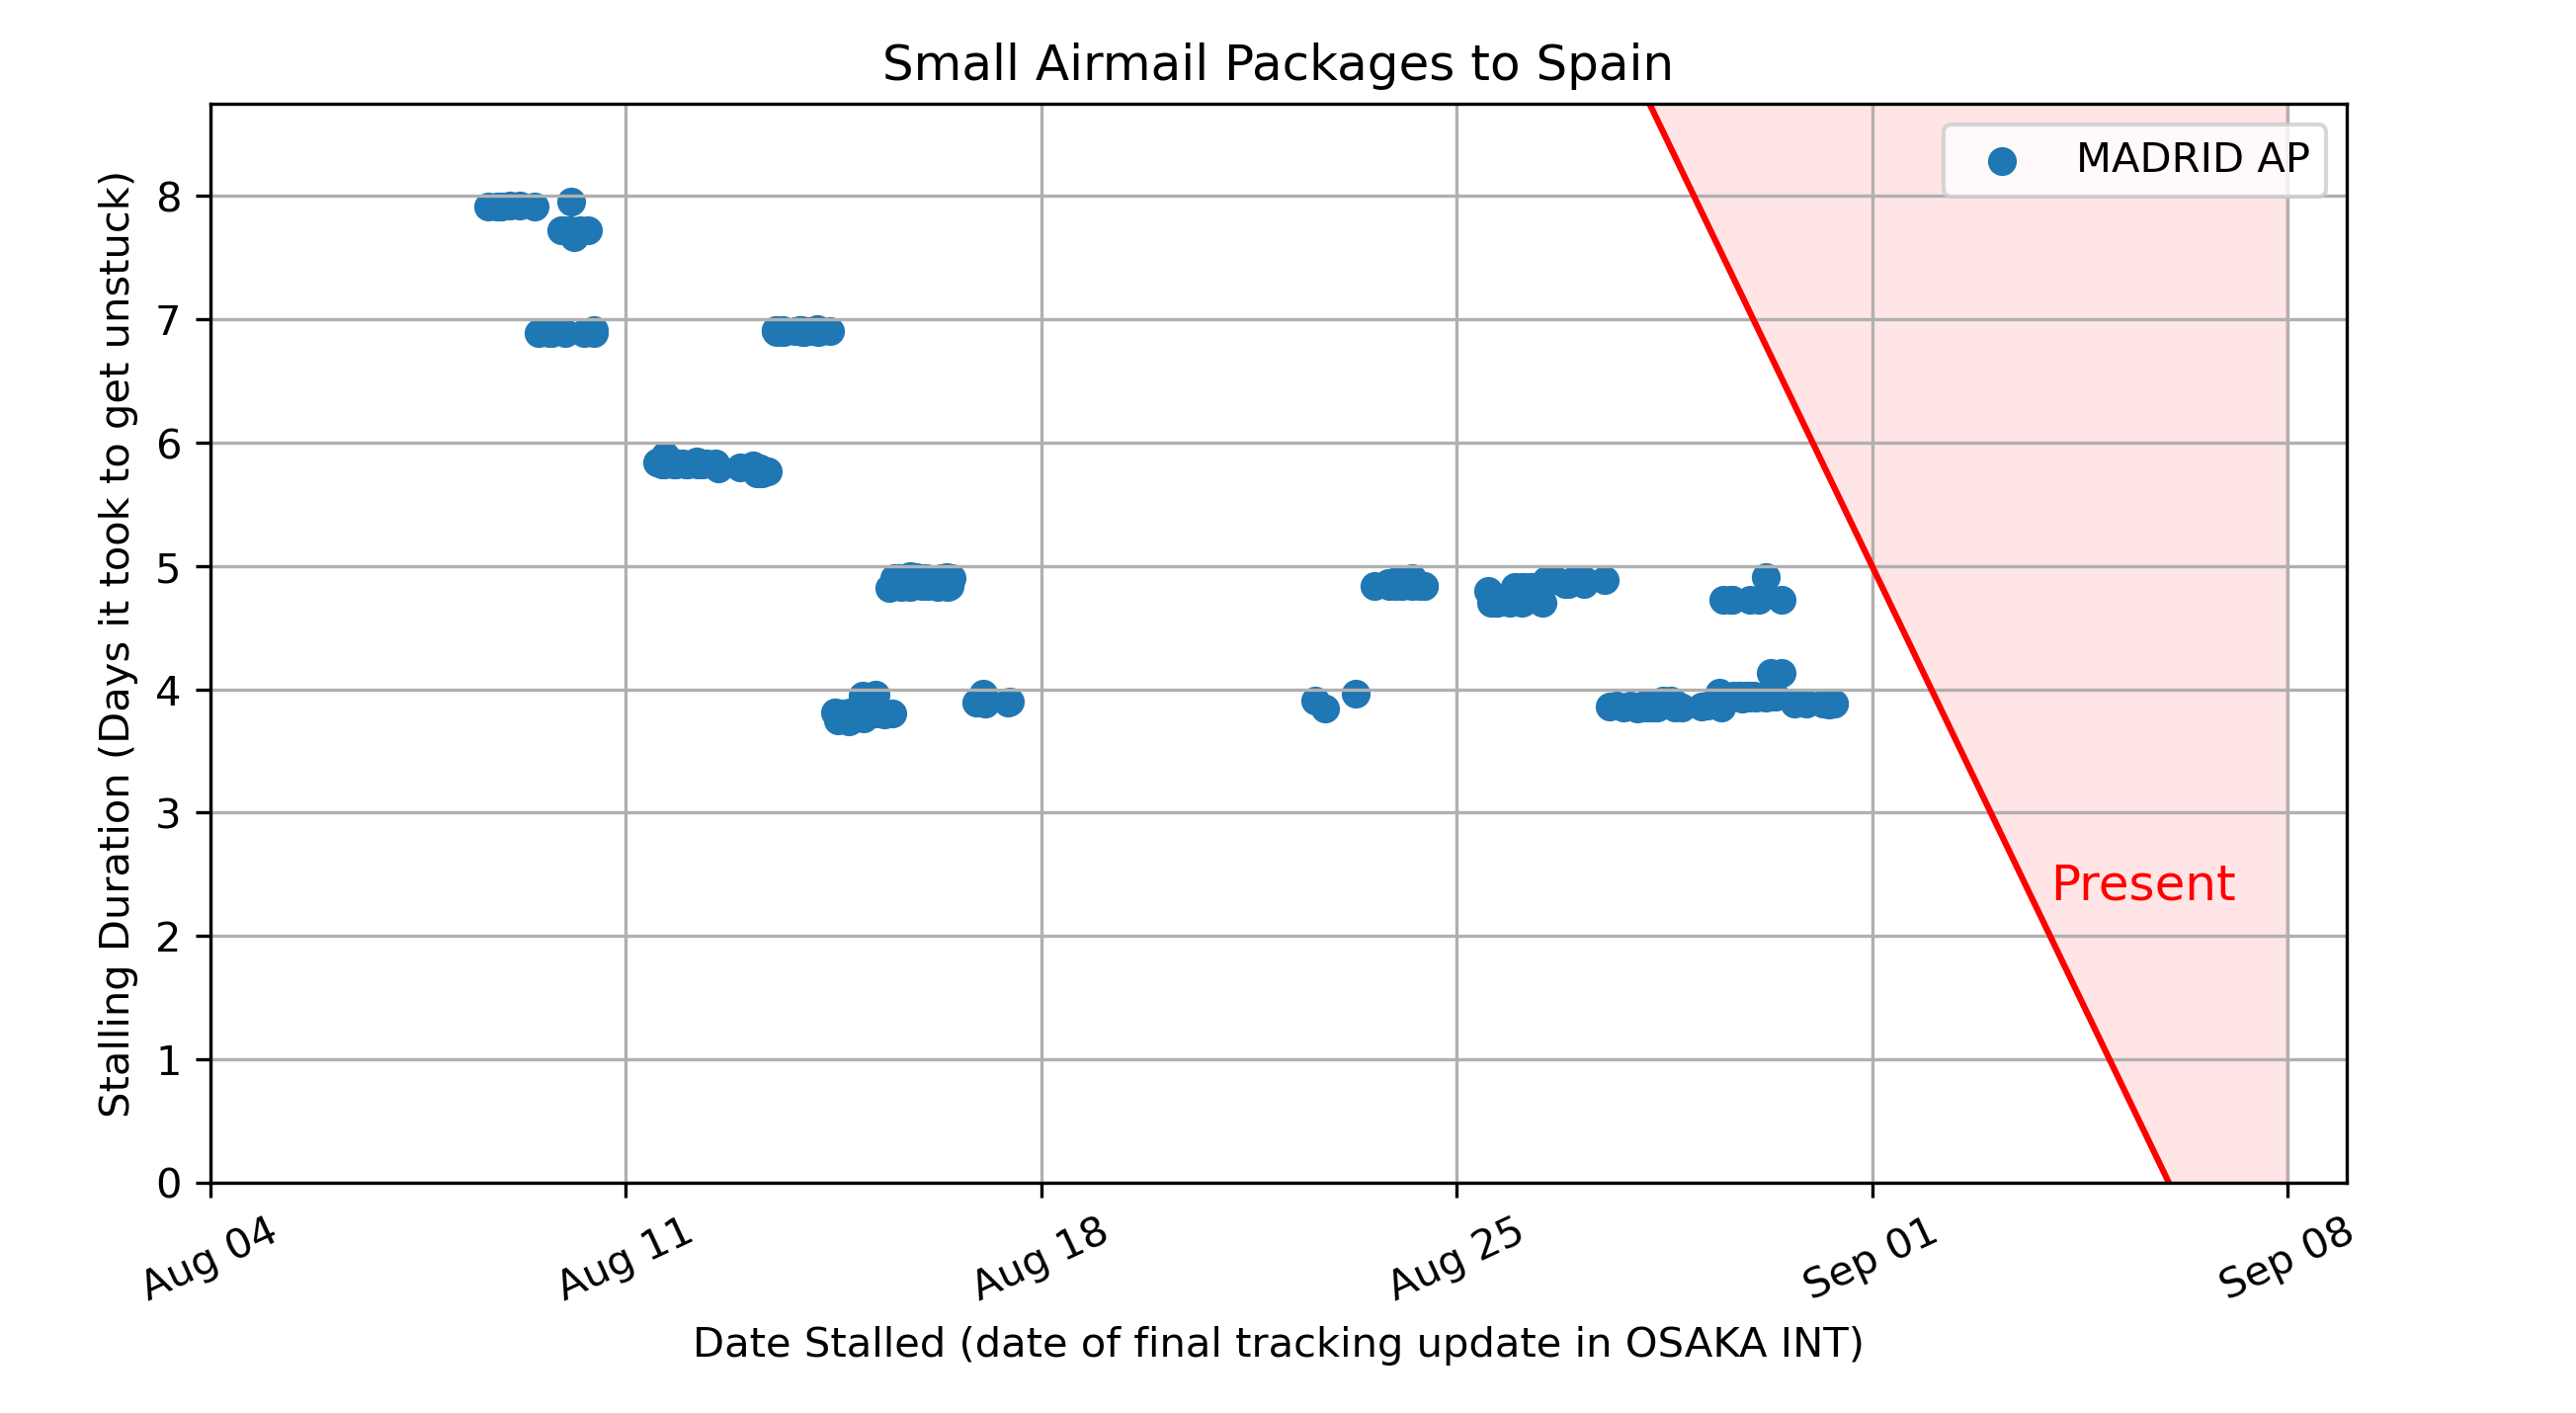 Small Airmail Packages to Spain
MADRID AP
Stalling Duration (Days it took to get unstuck)
8
7
6
5
4
3
2
1
0
Present
Aug 04
Aug 11
Aug 18
Aug 25
Sep 01
Sep 08
Date Stalled (date of final tracking update in OSAKA INT)